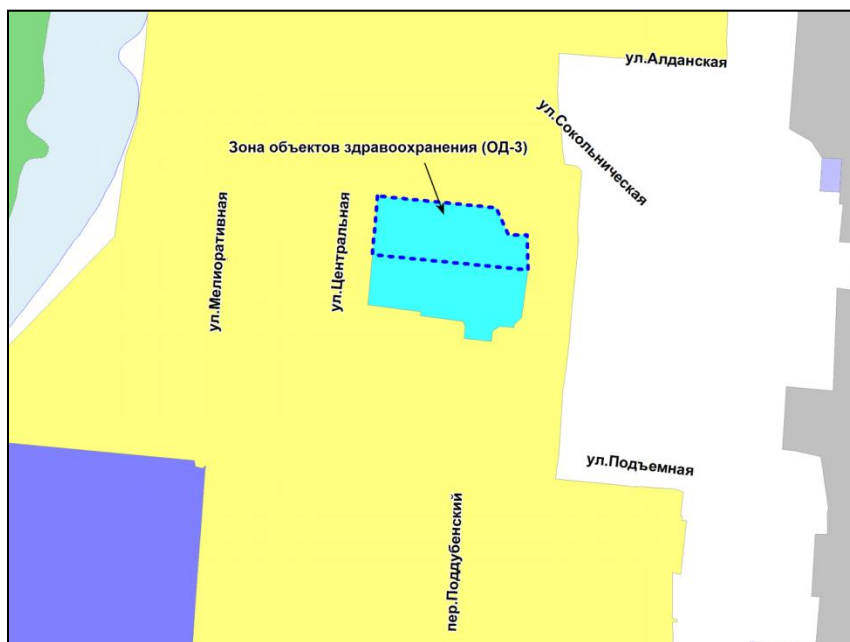 ул.Алданская
ул.Сокольническая
Зона объектов здравоохранения (ОД-3)
ул.Мелиоративная
ул.Центральная
ул.Подъемная
пер.Поддубенский